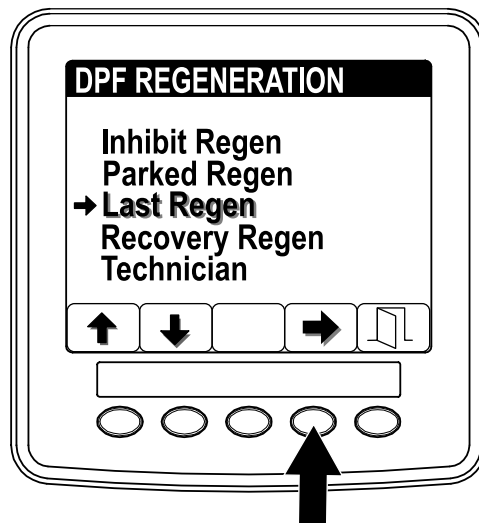 DPF REGENERATION
Inhibit Regen
Parked Regen
Last Regen
Recovery Regen
Technician